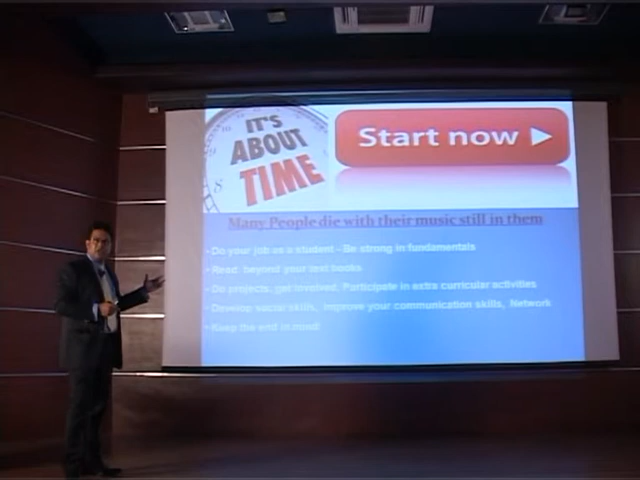 IT'S
ABOUT
TIME
Start now
Many People die with their music still in them
• Do your job as a student - Be strong in fundamentals
• Read beyond your text books
• Do projects, get involved, Participate in extra curricular activities
• Develop social skills, Improve your communication skills, Network
• Keep the end in mind!